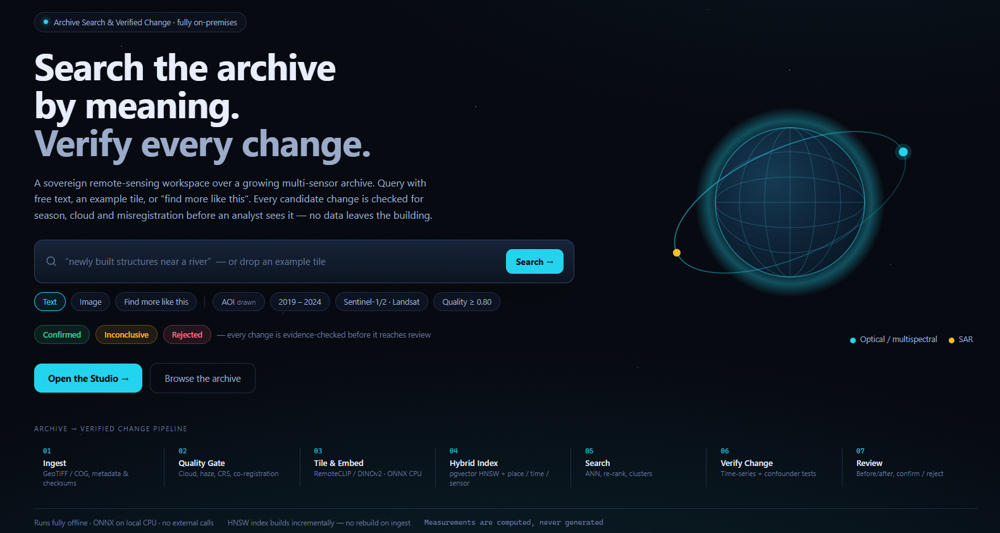 Archive Search & Verified Change · fully on-premises
Search the archive
by meaning.
Verify every change.
A sovereign remote-sensing workspace over a growing multi-sensor archive. Query with
free text, an example tile, or “find more like this”. Every candidate change is checked for
season, cloud and misregistration before an analyst sees it — no data leaves the building.
“newly built structures near a river” — or drop an example tile
Search →
Text
Image
Find more like this
AOI drawn
2019 – 2024
Sentinel-1/2 · Landsat
Quality ≥ 0.80
Confirmed
Inconclusive
Rejected
— every change is evidence-checked before it reaches review
Optical / multispectral
SAR
Open the Studio →
Browse the archive
ARCHIVE → VERIFIED CHANGE PIPELINE
01
Ingest
GeoTIFF / COG, metadata &
checksums
02
Quality Gate
Cloud, haze, CRS, co-registration
03
Tile & Embed
RemoteCLIP / DINOv2 · ONNX CPU
04
Hybrid Index
pgvector HNSW + place / time /
sensor
05
Search
ANN, re-rank, clusters
06
Verify Change
Time-series + confounder tests
07
Review
Before/after, confirm / reject
Runs fully offline · ONNX on local CPU · no external calls
HNSW index builds incrementally — no rebuild on ingest
Measurements are computed, never generated